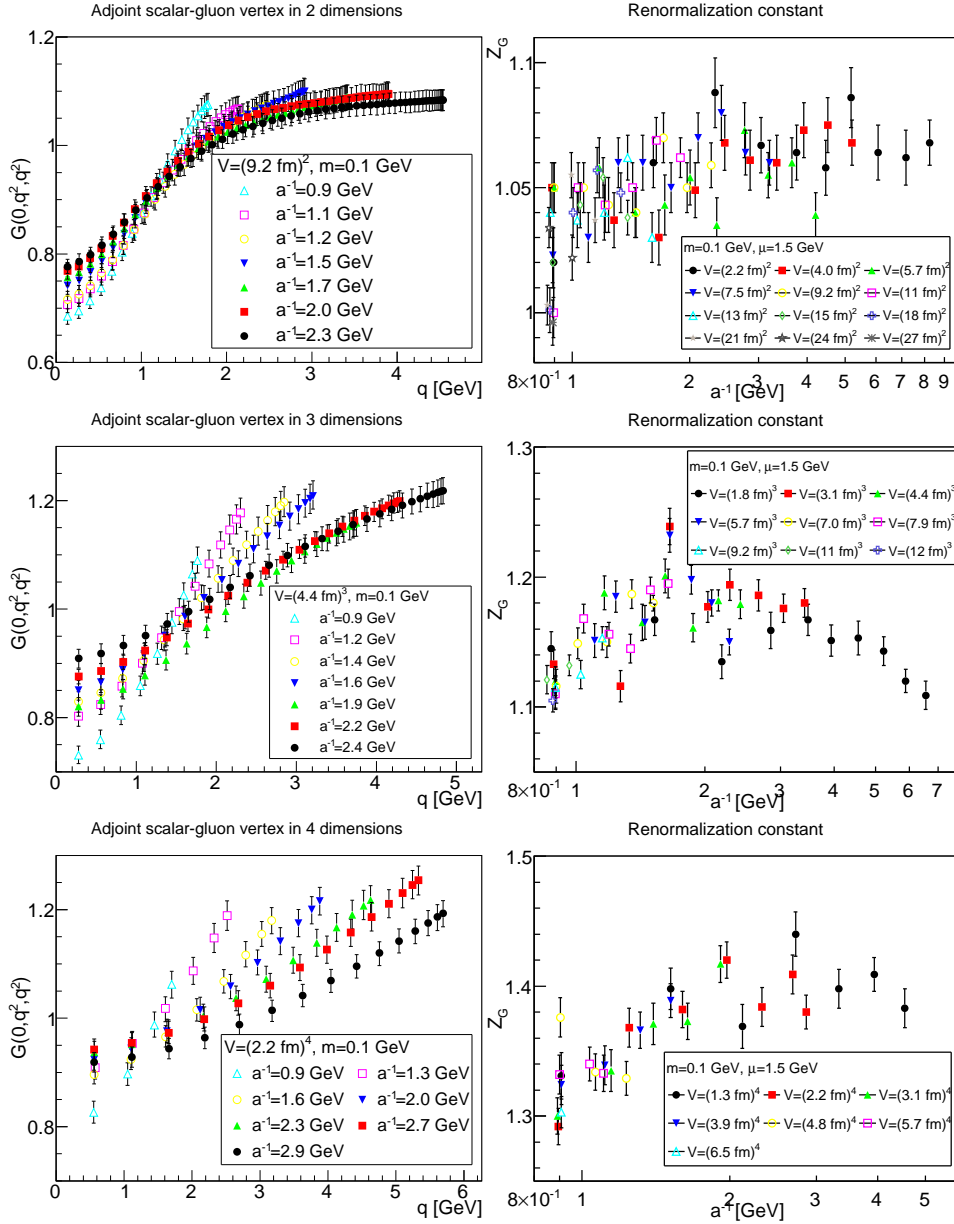 Adjoint scalar-gluon vertex in 2 dimensions
G(0,q²,q²)
1.2
1
0.8
0.6
V=(9.2 fm)², m=0.1 GeV
a⁻¹=0.9 GeV
a⁻¹=1.1 GeV
a⁻¹=1.2 GeV
a⁻¹=1.5 GeV
a⁻¹=1.7 GeV
a⁻¹=2.0 GeV
a⁻¹=2.3 GeV
0 1 2 3 4
q [GeV]
Renormalization constant
Z_G
1.1
1.05
1
m=0.1 GeV, μ=1.5 GeV
V=(2.2 fm)² V=(4.0 fm)² V=(5.7 fm)²
V=(7.5 fm)² V=(9.2 fm)² V=(11 fm)²
V=(13 fm)² V=(15 fm)² V=(18 fm)²
V=(21 fm)² V=(24 fm)² V=(27 fm)²
8×10⁻¹ 1 2 3 4 5 6 7 8 9
a⁻¹ [GeV]
Adjoint scalar-gluon vertex in 3 dimensions
G(0,q²,q²)
1.2
1
0.8
V=(4.4 fm)³, m=0.1 GeV
a⁻¹=0.9 GeV
a⁻¹=1.2 GeV
a⁻¹=1.4 GeV
a⁻¹=1.6 GeV
a⁻¹=1.9 GeV
a⁻¹=2.2 GeV
a⁻¹=2.4 GeV
0 1 2 3 4 5
q [GeV]
Renormalization constant
Z_G
1.3
1.2
1.1
m=0.1 GeV, μ=1.5 GeV
V=(1.8 fm)³ V=(3.1 fm)³ V=(4.4 fm)³
V=(5.7 fm)³ V=(7.0 fm)³ V=(7.9 fm)³
V=(9.2 fm)³ V=(11 fm)³ V=(12 fm)³
8×10⁻¹ 1 2 3 4 5 6 7
a⁻¹ [GeV]
Adjoint scalar-gluon vertex in 4 dimensions
G(0,q²,q²)
1.2
1
0.8
V=(2.2 fm)⁴, m=0.1 GeV
a⁻¹=0.9 GeV a⁻¹=1.3 GeV
a⁻¹=1.6 GeV a⁻¹=2.0 GeV
a⁻¹=2.3 GeV a⁻¹=2.7 GeV
a⁻¹=2.9 GeV
0 1 2 3 4 5 6
q [GeV]
Renormalization constant
Z_G
1.5
1.4
1.3
m=0.1 GeV, μ=1.5 GeV
V=(1.3 fm)⁴ V=(2.2 fm)⁴ V=(3.1 fm)⁴
V=(3.9 fm)⁴ V=(4.8 fm)⁴ V=(5.7 fm)⁴
V=(6.5 fm)⁴
8×10⁻¹ 1 2 3 4 5
a⁻¹ [GeV]